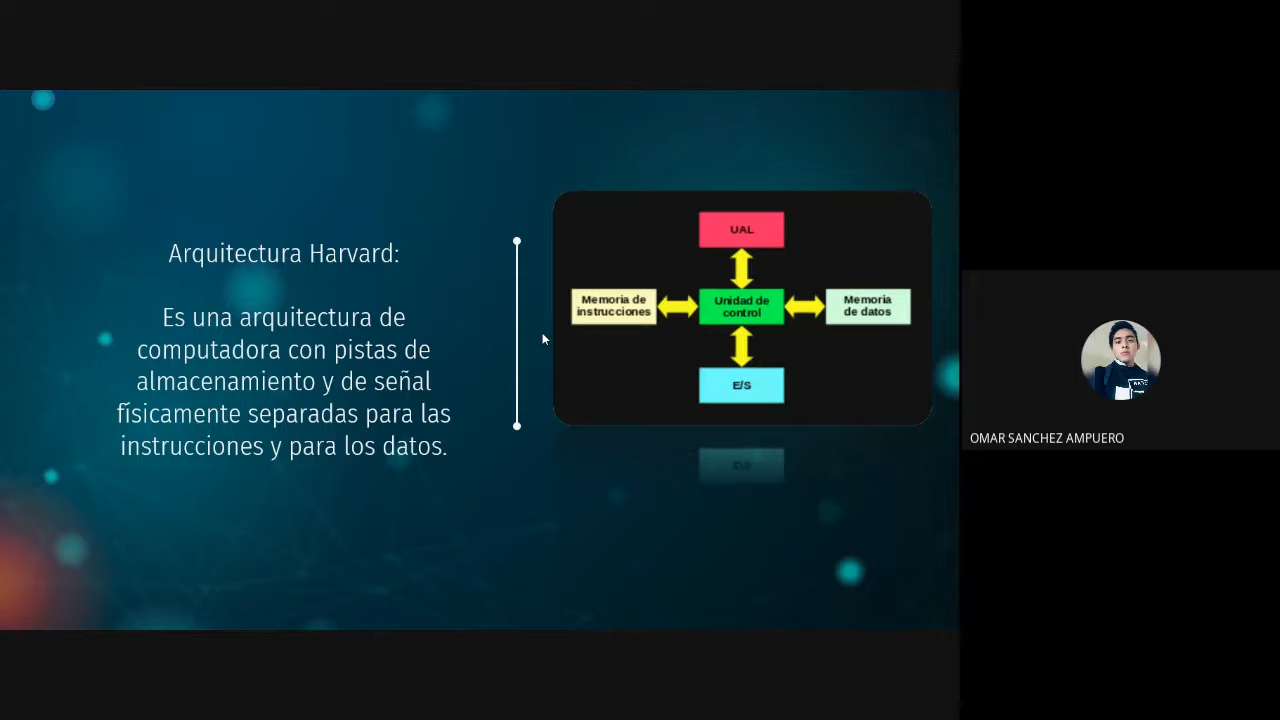 Arquitectura Harvard:
Es una arquitectura de
computadora con pistas de
almacenamiento y de señal
físicamente separadas para las
instrucciones y para los datos.
UAL
Memoria de
instrucciones
Unidad de
control
Memoria
de datos
E/S
OMAR SANCHEZ AMPUERO